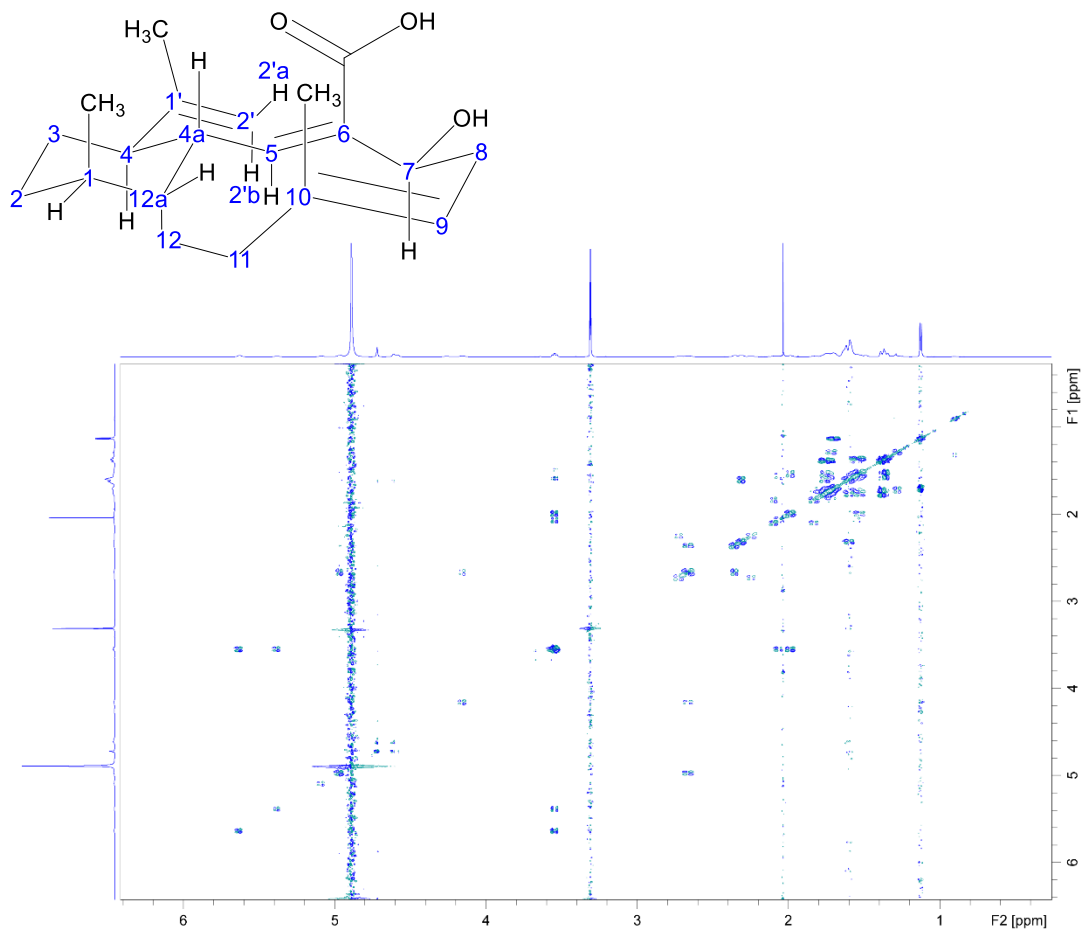 O OH
H₃C
H
2'a
H CH₃
CH₃ 1' 2'
OH
3 4a 6
4 5 8
H 7
1 H H
2 12a 2'b 10
H H 9
12
11 H
F1 [ppm]
2
3
4
5
6
6 5 4 3 2 1 F2 [ppm]
1